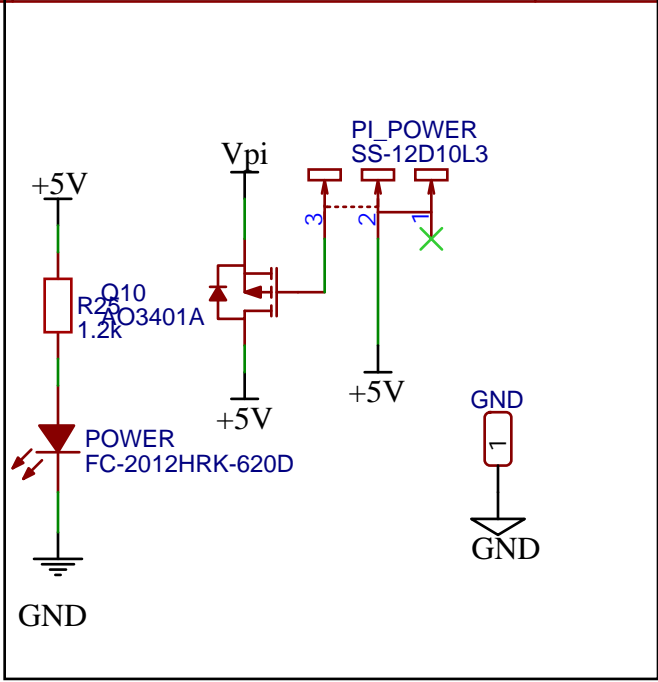 PI_POWER
SS-12D10L3
Vpi
+5V
3
2
1
Q10
R25
AO3401A
1.2k
+5V
+5V
GND
1
POWER
FC-2012HRK-620D
GND
GND